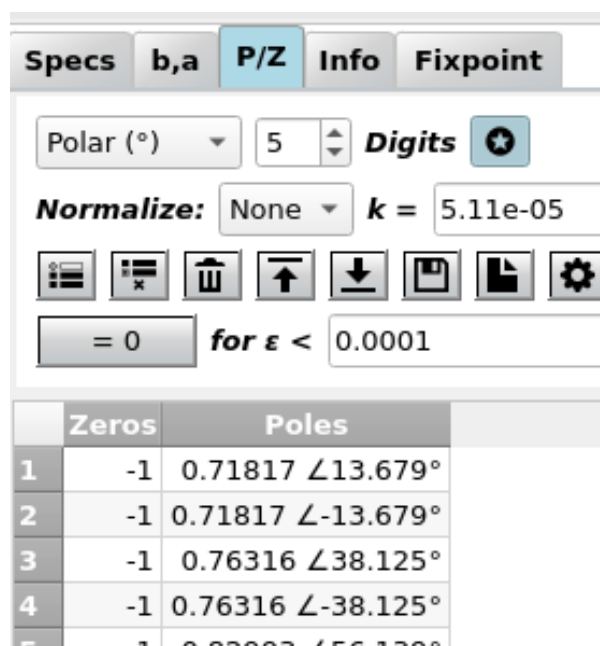 Specs b,a P/Z Info Fixpoint
Polar (°) 5 Digits
Normalize: None k = 5.11e-05
= 0 for ε < 0.0001
Zeros Poles
1 -1 0.71817 ∠13.679°
2 -1 0.71817 ∠-13.679°
3 -1 0.76316 ∠38.125°
4 -1 0.76316 ∠-38.125°